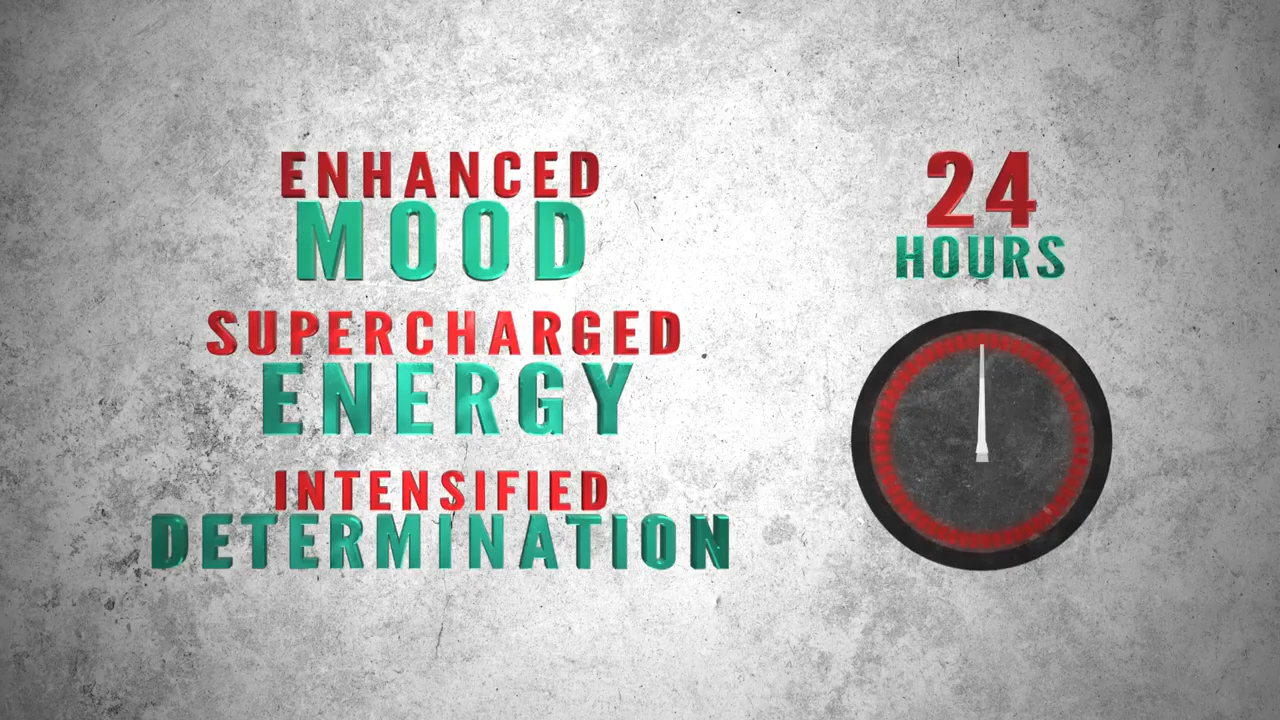 ENHANCED
MOOD
SUPERCHARGED
ENERGY
INTENSIFIED
DETERMINATION
24
HOURS